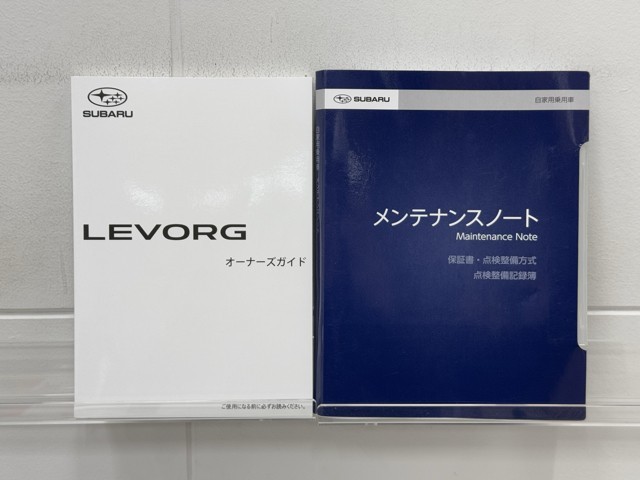 SUBARU
LEVORG
オーナーズガイド
ご使用になる前に必ずお読みください。
SUBARU
自家用乗用車
メンテナンスノート
Maintenance Note
保証書・点検整備方式
点検整備記録簿